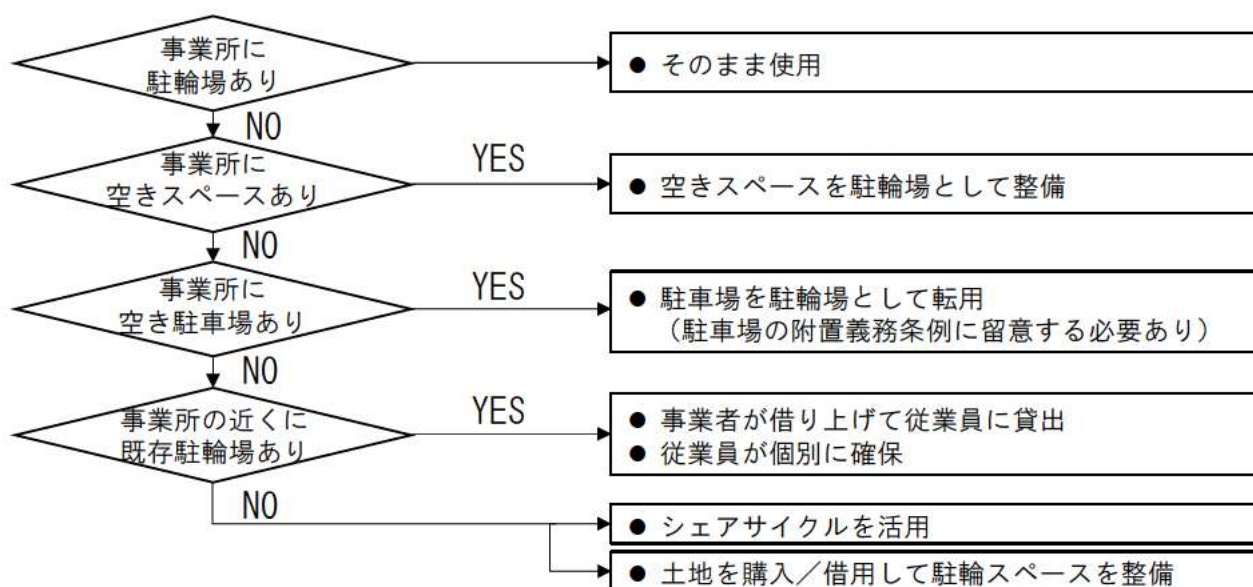 事業所に
駐輪場あり
● そのまま使用
NO
事業所に
空きスペースあり
YES
● 空きスペースを駐輪場として整備
NO
事業所に
空き駐車場あり
YES
● 駐車場を駐輪場として転用
（駐車場の附置義務条例に留意する必要あり）
NO
事業所の近くに
既存駐輪場あり
YES
● 事業者が借り上げて従業員に貸出
● 従業員が個別に確保
NO
● シェアサイクルを活用
● 土地を購入／借用して駐輪スペースを整備